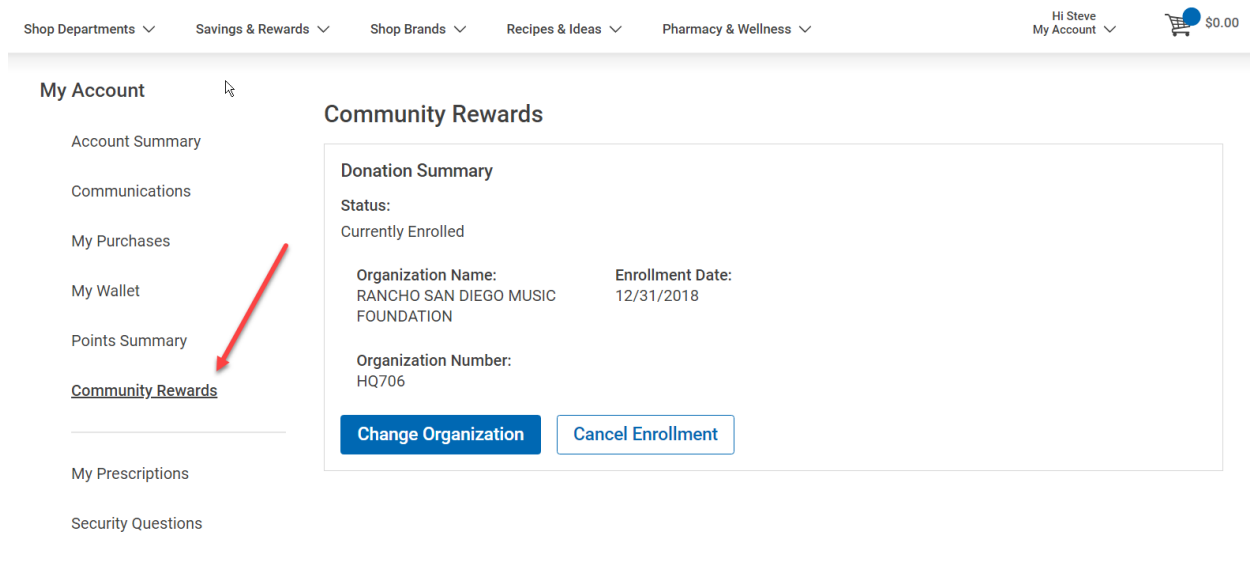 Shop Departments
Savings & Rewards
Shop Brands
Recipes & Ideas
Pharmacy & Wellness
Hi Steve
My Account
$0.00
My Account
Account Summary
Communications
My Purchases
My Wallet
Points Summary
Community Rewards
My Prescriptions
Security Questions
Community Rewards
Donation Summary
Status:
Currently Enrolled
Organization Name:
RANCHO SAN DIEGO MUSIC
FOUNDATION
Enrollment Date:
12/31/2018
Organization Number:
HQ706
Change Organization
Cancel Enrollment